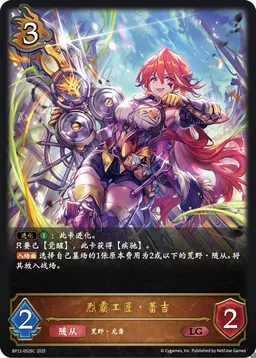 3
进化 1 ：此卡进化。
只要已【觉醒】，此卡获得【疾驰】。
入场曲 选择自己墓场的1张原本费用为2或以下的荒野·随从。将
其放入战场。
烈霸工匠·蕾吉
2
随从
荒野·龙裔
LG
2
BP11-052SC 2025
© Cygames, Inc. Published by NetEase Games